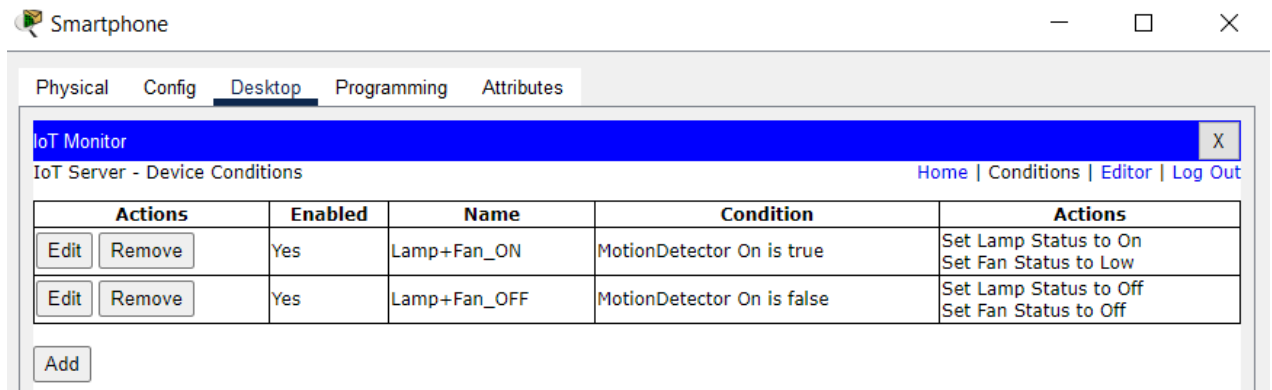 Smartphone
Physical Config Desktop Programming Attributes
IoT Monitor X
IoT Server - Device Conditions Home | Conditions | Editor | Log Out
Actions Enabled Name Condition Actions
Edit Remove Yes Lamp+Fan_ON MotionDetector On is true Set Lamp Status to On
Set Fan Status to Low
Edit Remove Yes Lamp+Fan_OFF MotionDetector On is false Set Lamp Status to Off
Set Fan Status to Off
Add